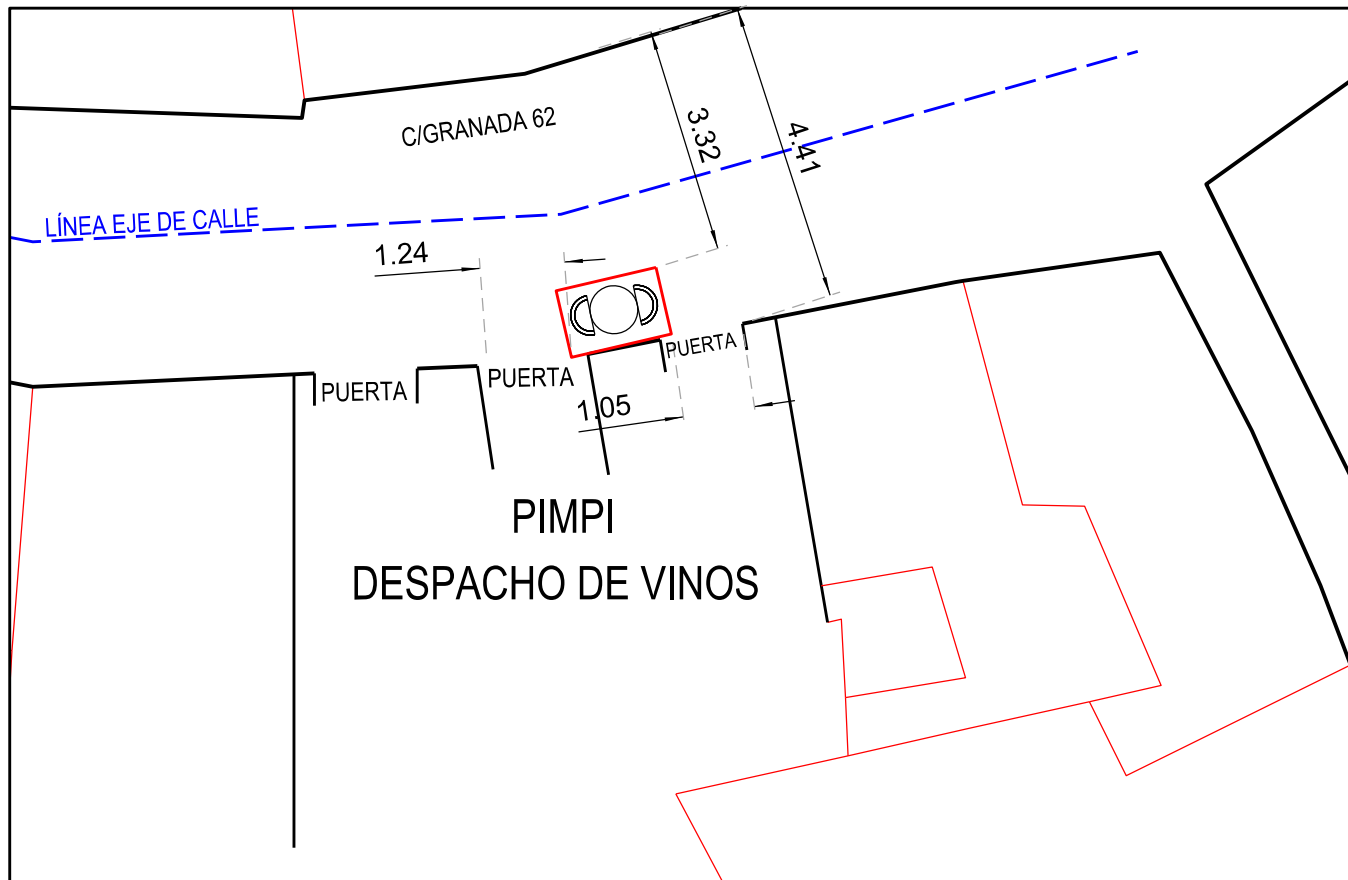 C/GRANADA 62
3.32
4.41
LÍNEA EJE DE CALLE
1.24
PUERTA
PUERTA
PUERTA
1.05
PIMPI
DESPACHO DE VINOS